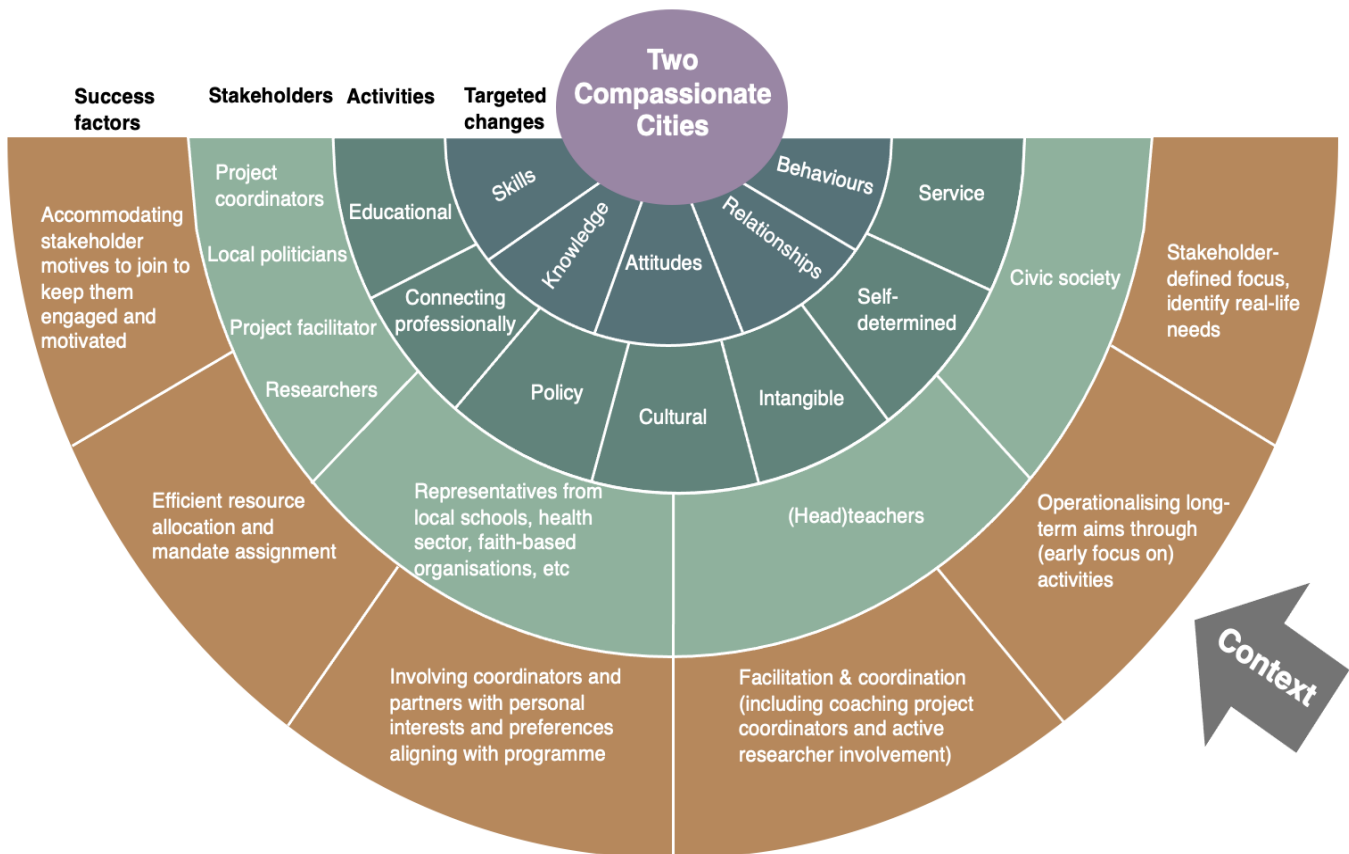 Two
Compassionate
Cities
Success
factors
Stakeholders
Activities
Targeted
changes
Skills
Knowledge
Attitudes
Relationships
Behaviours
Educational
Connecting
professionally
Policy
Cultural
Intangible
Self-
determined
Service
Project
coordinators
Local politicians
Project facilitator
Researchers
Representatives from
local schools, health
sector, faith-based
organisations, etc
(Head)teachers
Civic society
Accommodating
stakeholder
motives to join to
keep them
engaged and
motivated
Efficient resource
allocation and
mandate assignment
Involving coordinators and
partners with personal
interests and preferences
aligning with programme
Facilitation & coordination
(including coaching project
coordinators and active
researcher involvement)
Operationalising long-
term aims through
(early focus on)
activities
Stakeholder-
defined focus,
identify real-life
needs
Context